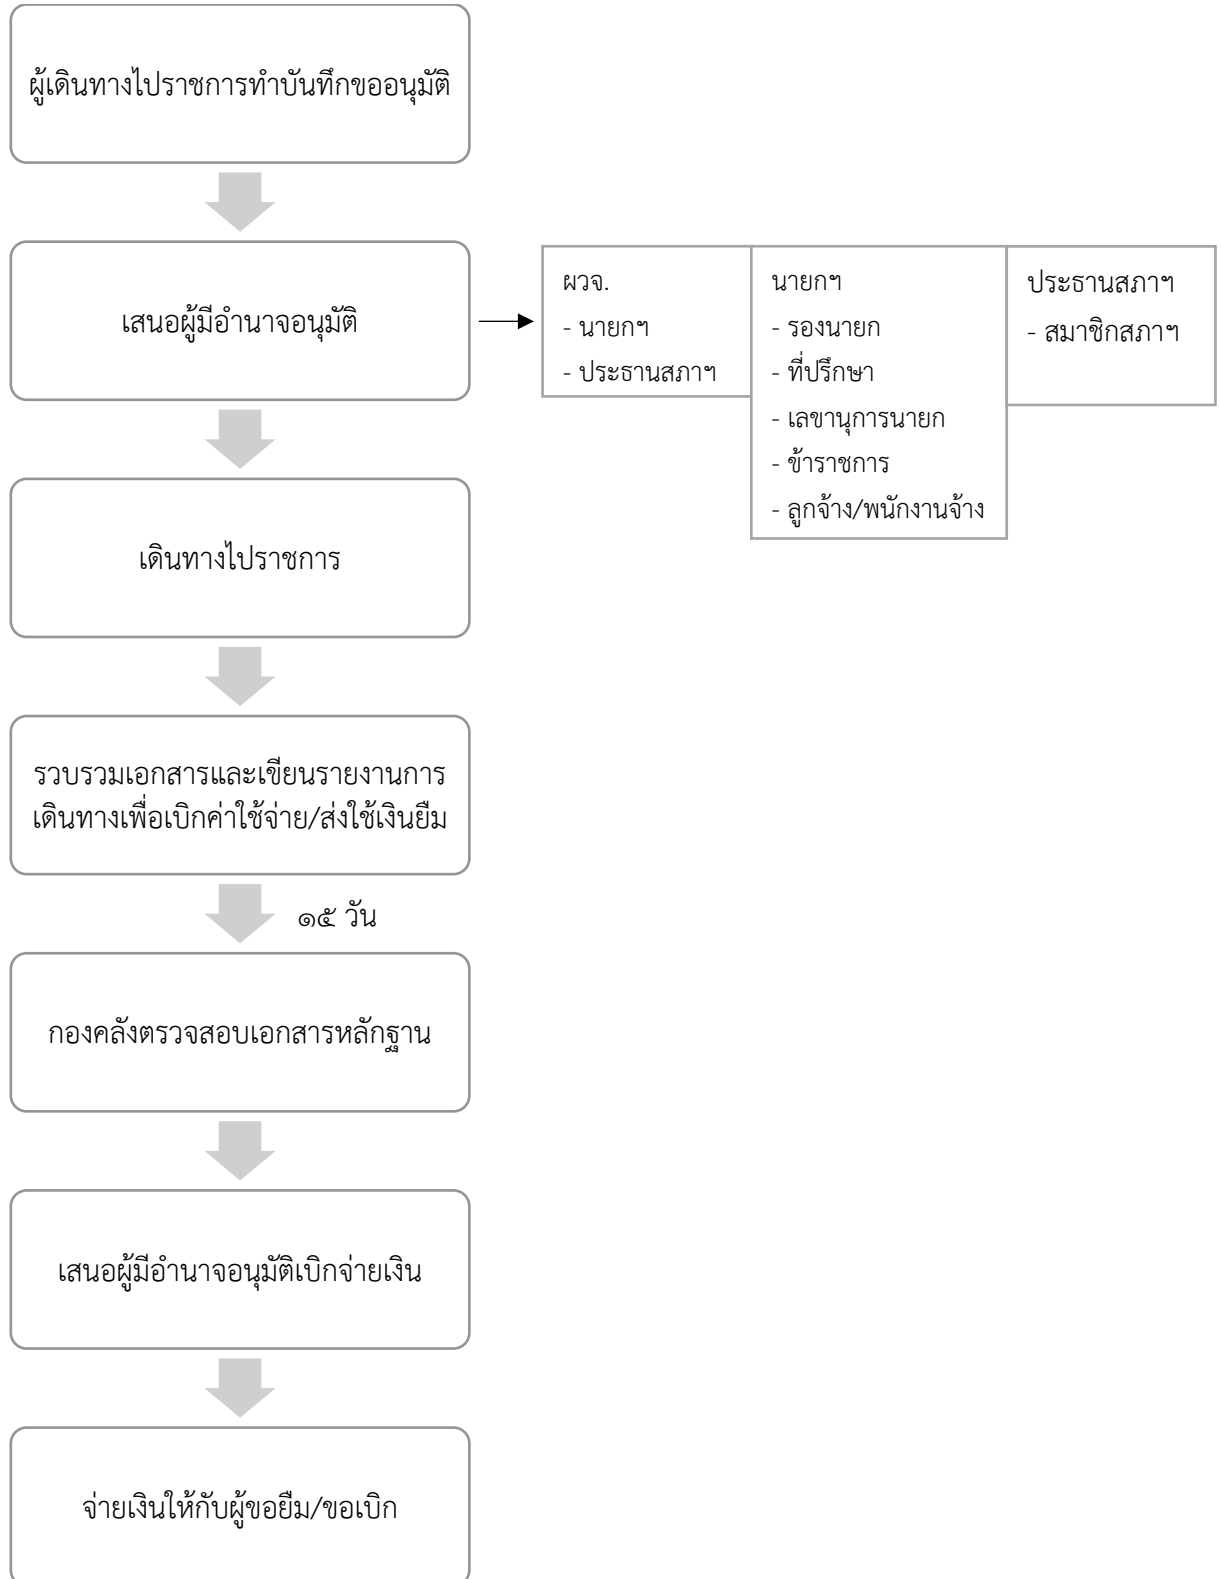 ผู้เดินทางไปราชการทำบันทึกขออนุมัติ
เสนอผู้มีอำนาจอนุมัติ
ผวจ.
- นายกฯ
- ประธานสภาฯ
นายกฯ
- รองนายก
- ที่ปรึกษา
- เลขานุการนายก
- ข้าราชการ
- ลูกจ้าง/พนักงานจ้าง
ประธานสภาฯ
- สมาชิกสภาฯ
เดินทางไปราชการ
รวบรวมเอกสารและเขียนรายงานการ
เดินทางเพื่อเบิกค่าใช้จ่าย/ส่งใช้เงินยืม
๑๕ วัน
กองคลังตรวจสอบเอกสารหลักฐาน
เสนอผู้มีอำนาจอนุมัติเบิกจ่ายเงิน
จ่ายเงินให้กับผู้ขอยืม/ขอเบิก